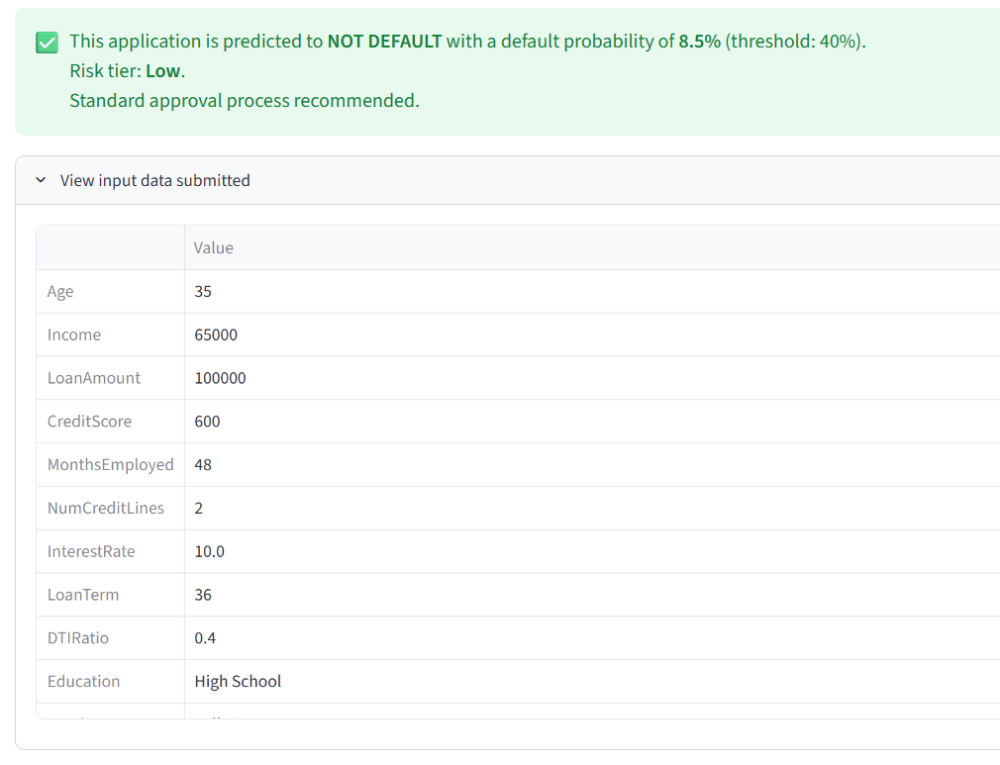 This application is predicted to NOT DEFAULT with a default probability of 8.5% (threshold: 40%).
Risk tier: Low.
Standard approval process recommended.
View input data submitted
Value
Age 35
Income 65000
LoanAmount 100000
CreditScore 600
MonthsEmployed 48
NumCreditLines 2
InterestRate 10.0
LoanTerm 36
DTIRatio 0.4
Education High School